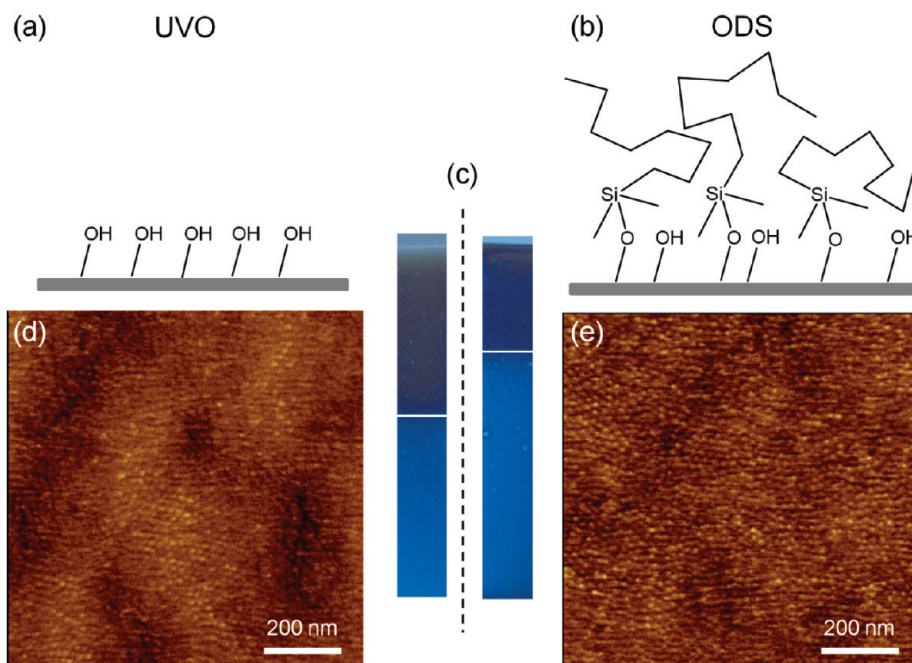 (a) UVO
(b) ODS
(c)
Si Si Si
O OH O OH O OH
OH OH OH OH OH
(d)
200 nm
(e)
200 nm